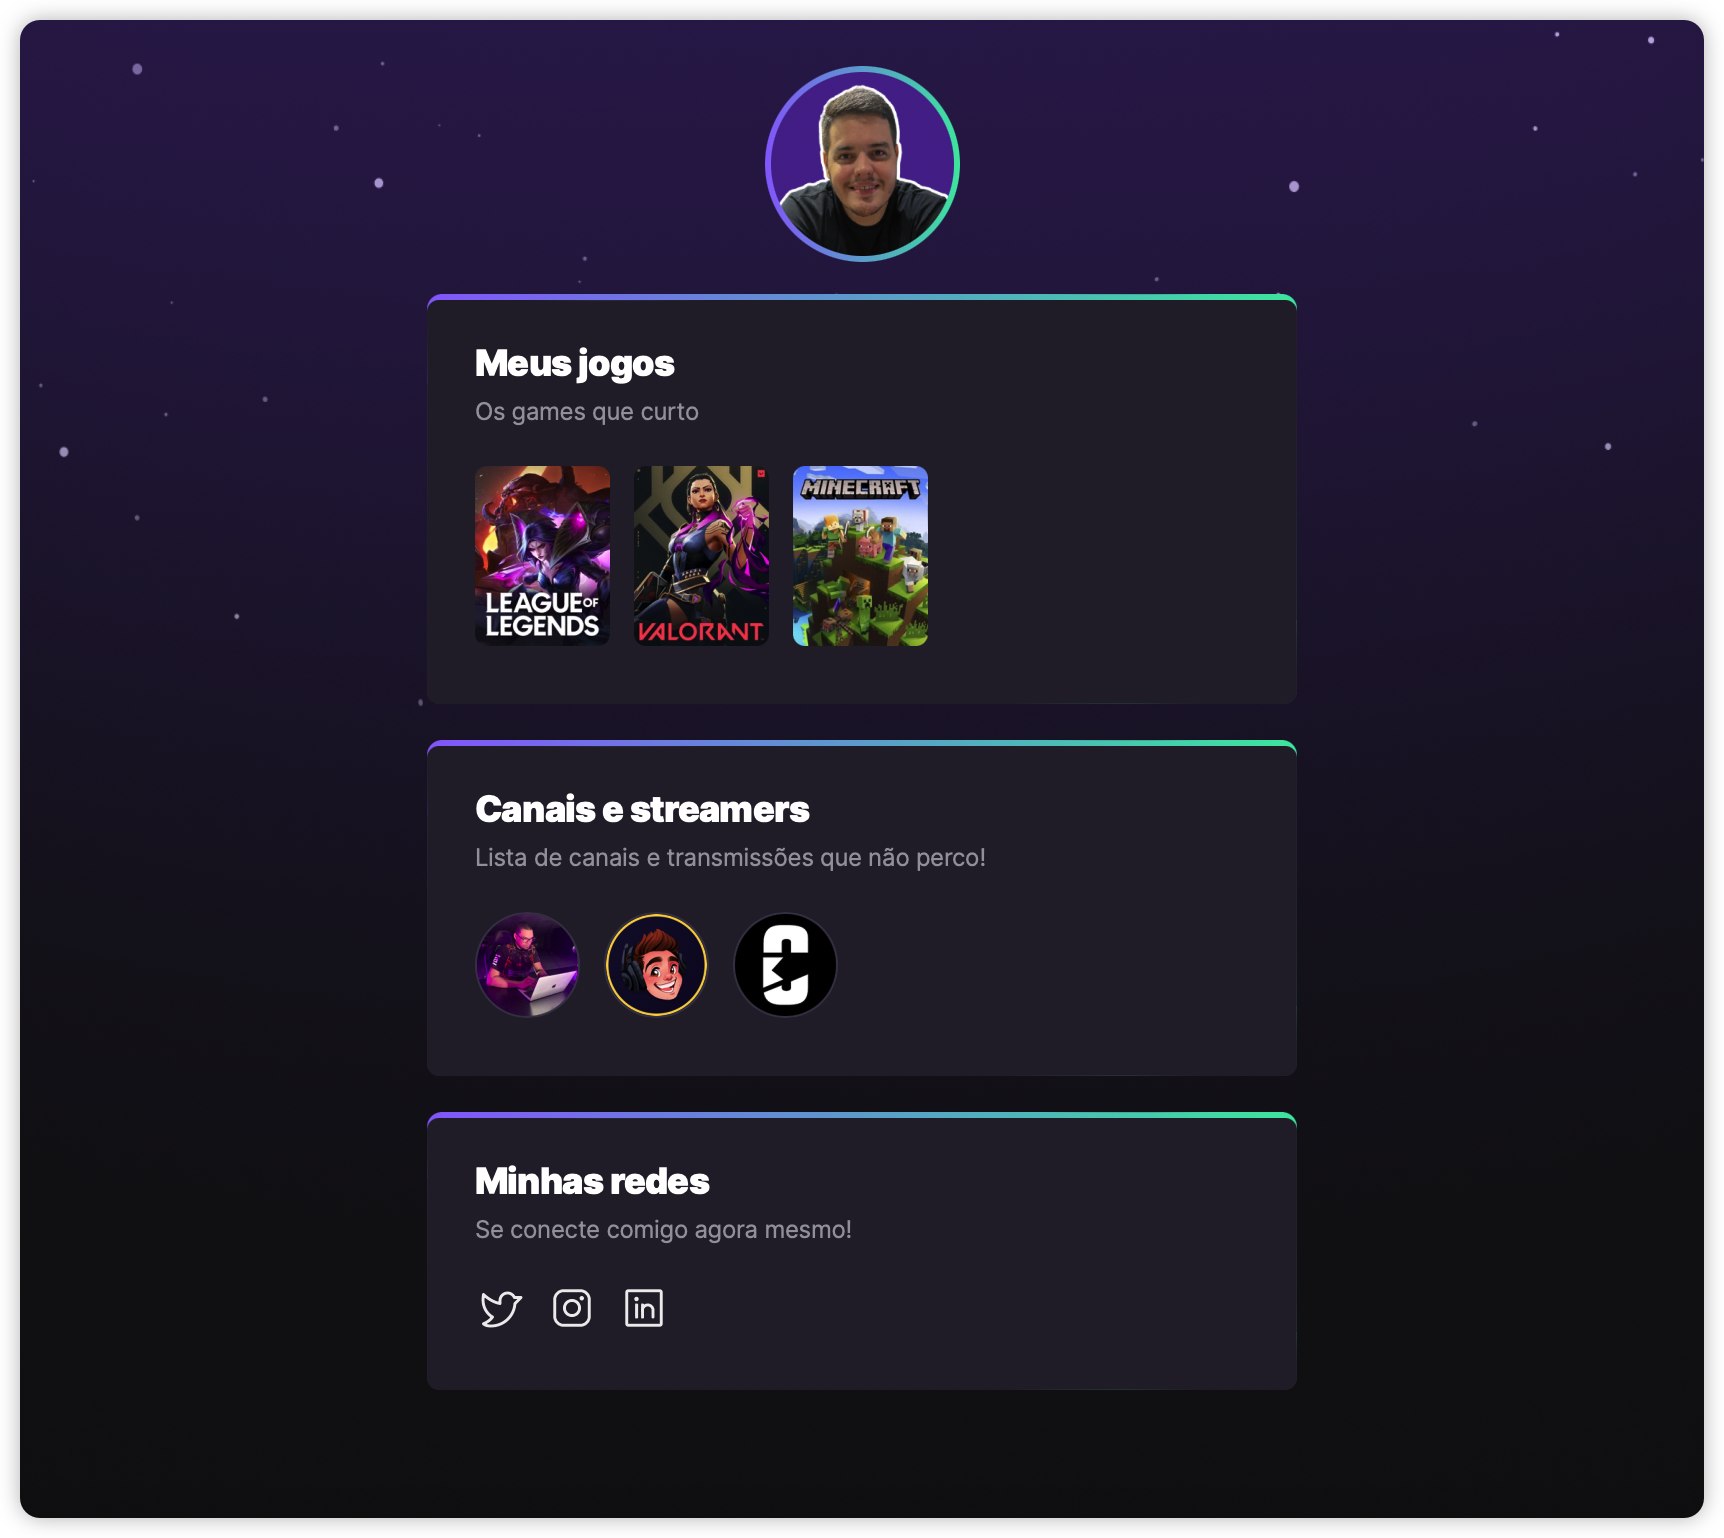 Meus jogos
Os games que curto
LEAGUE OF
LEGENDS
VALORANT
MINECRAFT
Canais e streamers
Lista de canais e transmissões que não perco!
Minhas redes
Se conecte comigo agora mesmo!
in